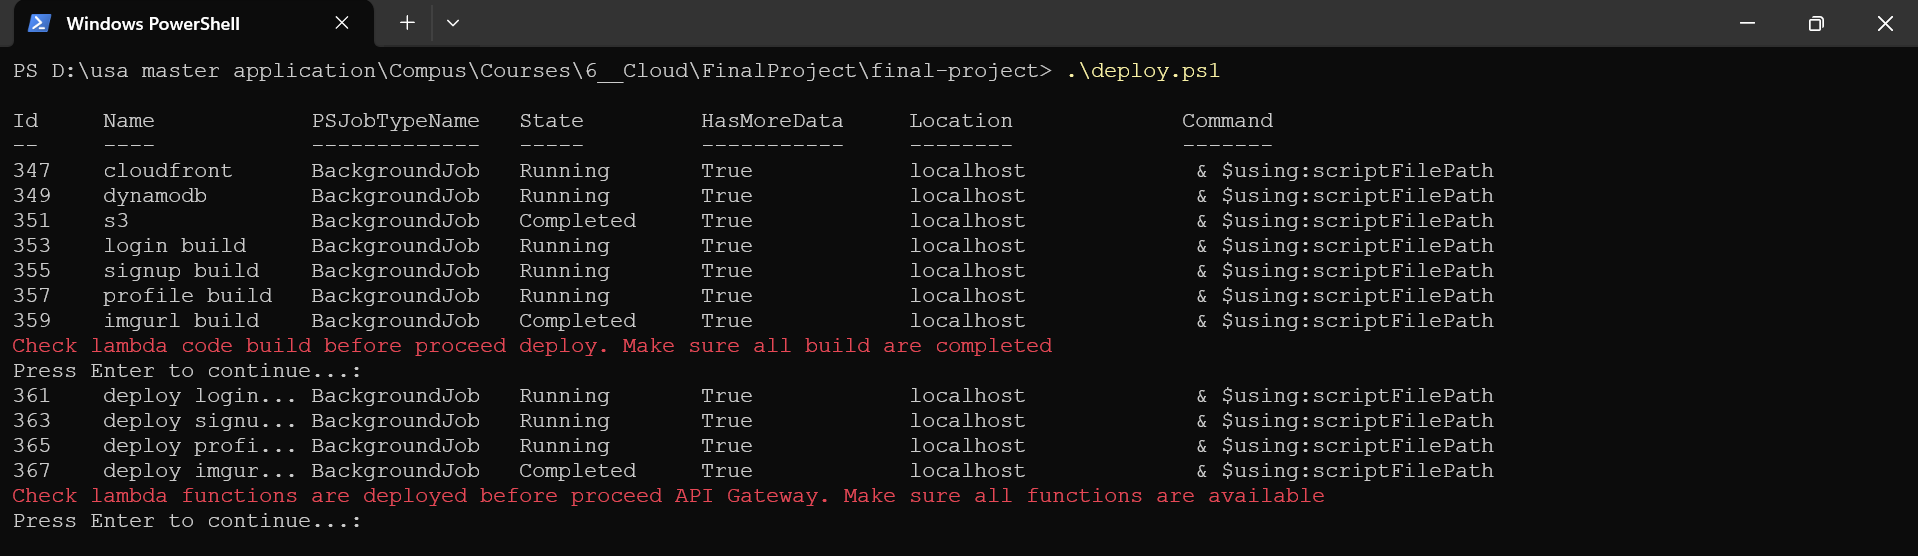 Windows PowerShell
PS D:\usa master application\Compus\Courses\6__Cloud\FinalProject\final-project> .\deploy.ps1
Id Name PSJobTypeName State HasMoreData Location Command
-- ---- ------------- ----- ----------- -------- -------
347 cloudfront BackgroundJob Running True localhost & $using:scriptFilePath
349 dynamodb BackgroundJob Running True localhost & $using:scriptFilePath
351 s3 BackgroundJob Completed True localhost & $using:scriptFilePath
353 login build BackgroundJob Running True localhost & $using:scriptFilePath
355 signup build BackgroundJob Running True localhost & $using:scriptFilePath
357 profile build BackgroundJob Running True localhost & $using:scriptFilePath
359 imgurl build BackgroundJob Completed True localhost & $using:scriptFilePath
Check lambda code build before proceed deploy. Make sure all build are completed
Press Enter to continue...:
361 deploy login... BackgroundJob Running True localhost & $using:scriptFilePath
363 deploy signu... BackgroundJob Running True localhost & $using:scriptFilePath
365 deploy profi... BackgroundJob Running True localhost & $using:scriptFilePath
367 deploy imgur... BackgroundJob Completed True localhost & $using:scriptFilePath
Check lambda functions are deployed before proceed API Gateway. Make sure all functions are available
Press Enter to continue...: